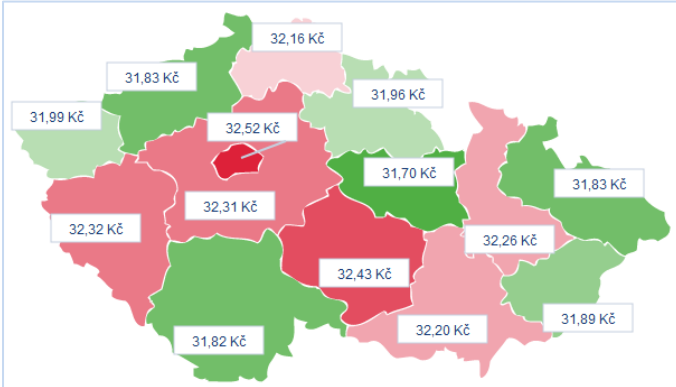 32,16 Kč
31,83 Kč
31,96 Kč
31,99 Kč
32,52 Kč
31,70 Kč
31,83 Kč
32,31 Kč
32,32 Kč
32,26 Kč
32,43 Kč
31,89 Kč
32,20 Kč
31,82 Kč